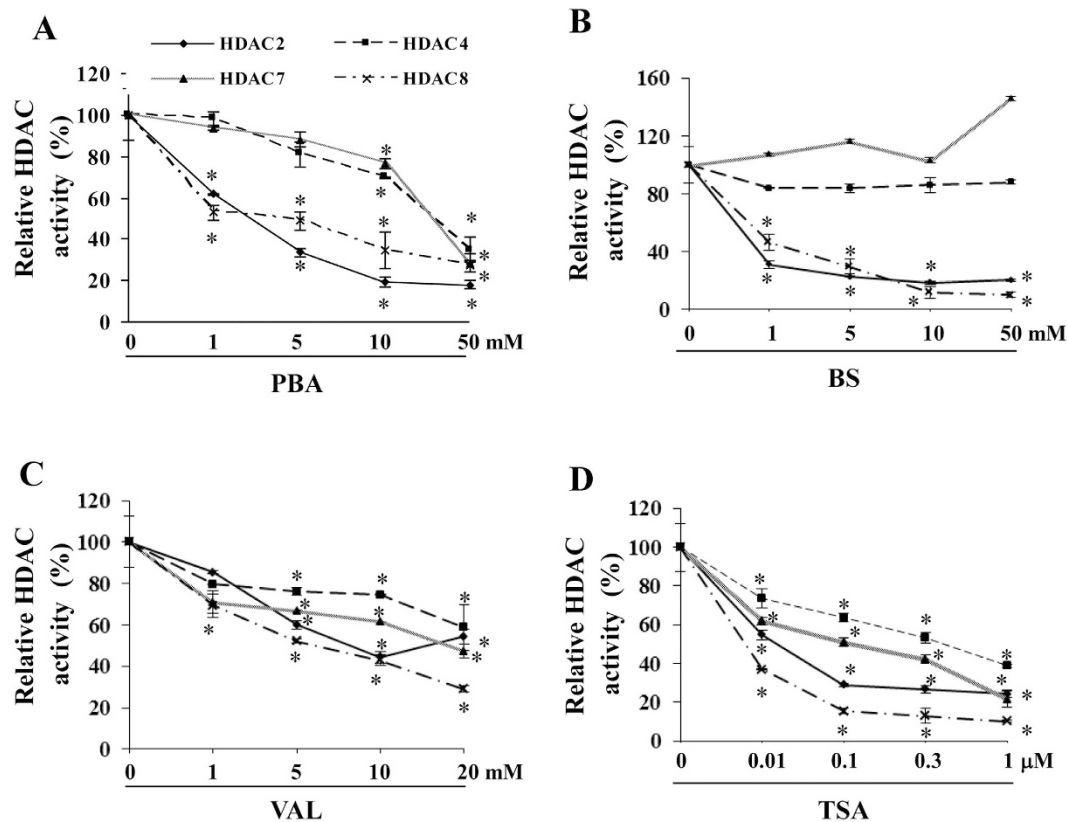 A
HDAC2 HDAC4
HDAC7 HDAC8
Relative HDAC
activity (%)
120
100
80
60
40
20
0
* * * * * * * * * * * * *
0 1 5 10 50 mM
PBA
B
Relative HDAC
activity (%)
160
120
80
40
0
* * * * * * * *
0 1 5 10 50 mM
BS
C
Relative HDAC
activity (%)
120
100
80
60
40
20
0
* * * * * * * * * * * *
0 1 5 10 20 mM
VAL
D
Relative HDAC
activity (%)
120
100
80
60
40
20
0
* * * * * * * * * * * * * * * *
0 0.01 0.1 0.3 1 μM
TSA